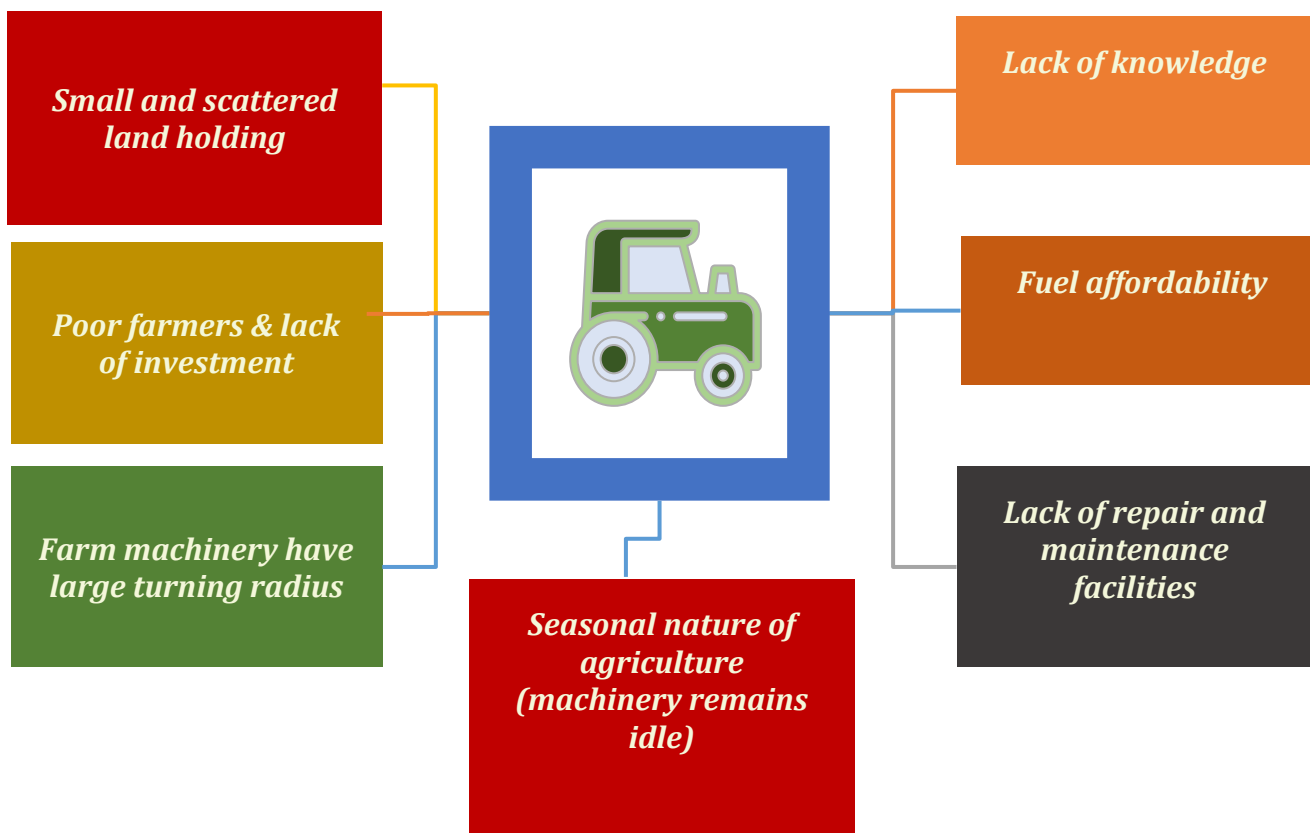 Small and scattered
land holding
Poor farmers & lack
of investment
Farm machinery have
large turning radius
Seasonal nature of
agriculture
(machinery remains
idle)
Lack of knowledge
Fuel affordability
Lack of repair and
maintenance
facilities